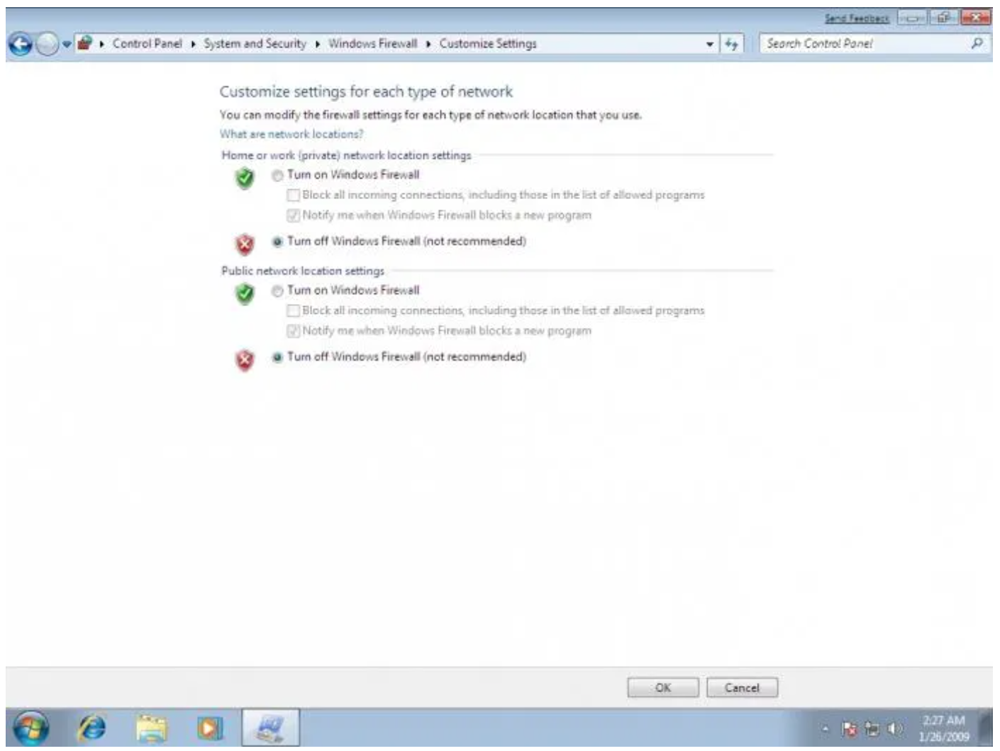 Send Feedback
Control Panel ▸ System and Security ▸ Windows Firewall ▸ Customize Settings
Search Control Panel
Customize settings for each type of network
You can modify the firewall settings for each type of network location that you use.
What are network locations?
Home or work (private) network location settings
Turn on Windows Firewall
Block all incoming connections, including those in the list of allowed programs
Notify me when Windows Firewall blocks a new program
Turn off Windows Firewall (not recommended)
Public network location settings
Turn on Windows Firewall
Block all incoming connections, including those in the list of allowed programs
Notify me when Windows Firewall blocks a new program
Turn off Windows Firewall (not recommended)
OK Cancel
2:27 AM
1/26/2009